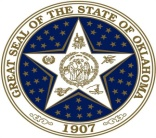 GREAT SEAL OF THE STATE OF OKLAHOMA
1907